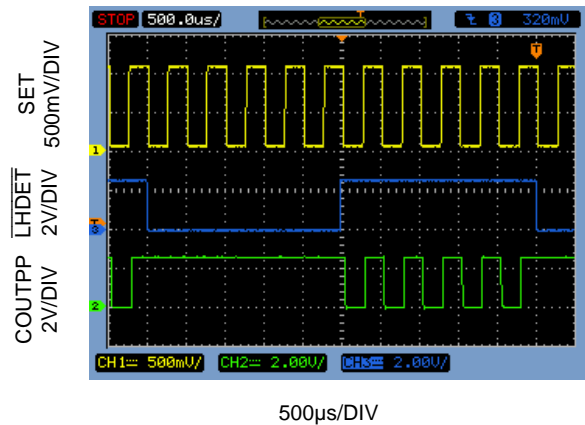 STOP 500.0us/ T 3 320mV
T
SET
500mV/DIV
1
LHDET
2V/DIV
T
3
COUTPP
2V/DIV
2
CH1 500mV/ CH2 2.00V/ CH3 2.00V/
500µs/DIV